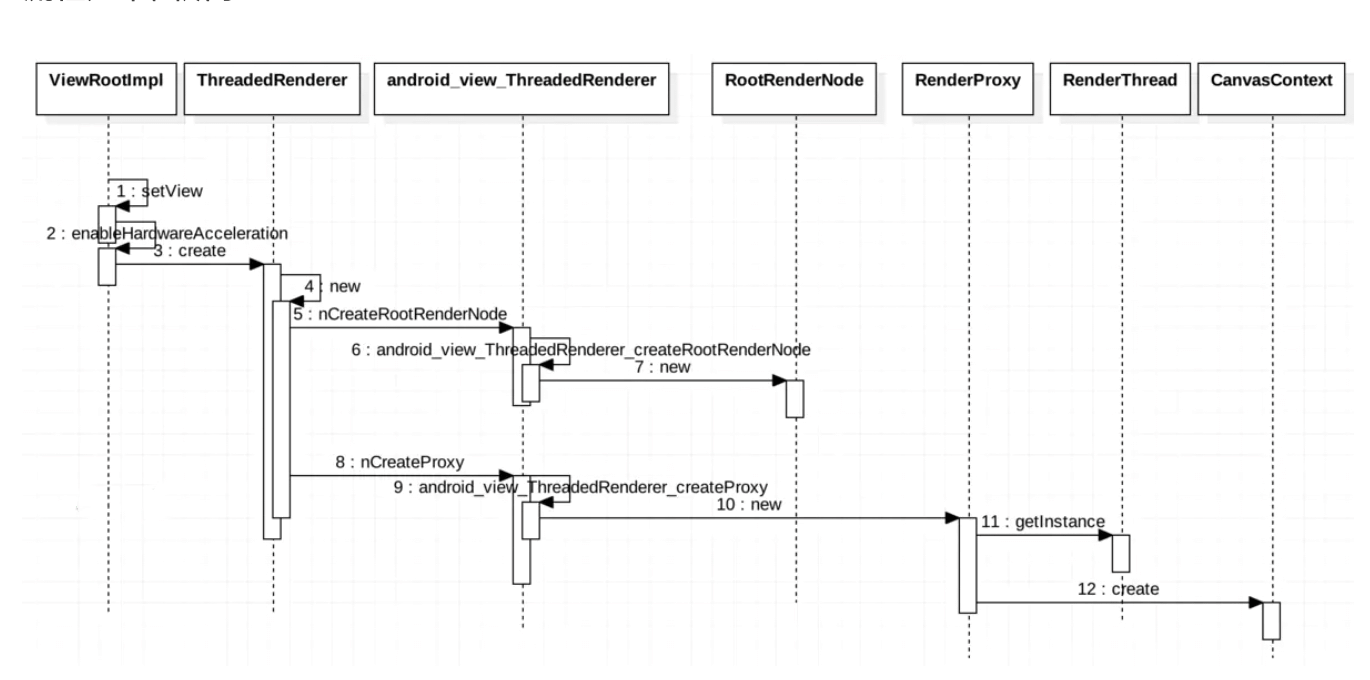 ViewRootImpl
ThreadedRenderer
android_view_ThreadedRenderer
RootRenderNode
RenderProxy
RenderThread
CanvasContext
1 : setView
2 : enableHardwareAcceleration
3 : create
4 : new
5 : nCreateRootRenderNode
6 : android_view_ThreadedRenderer_createRootRenderNode
7 : new
8 : nCreateProxy
9 : android_view_ThreadedRenderer_createProxy
10 : new
11 : getInstance
12 : create